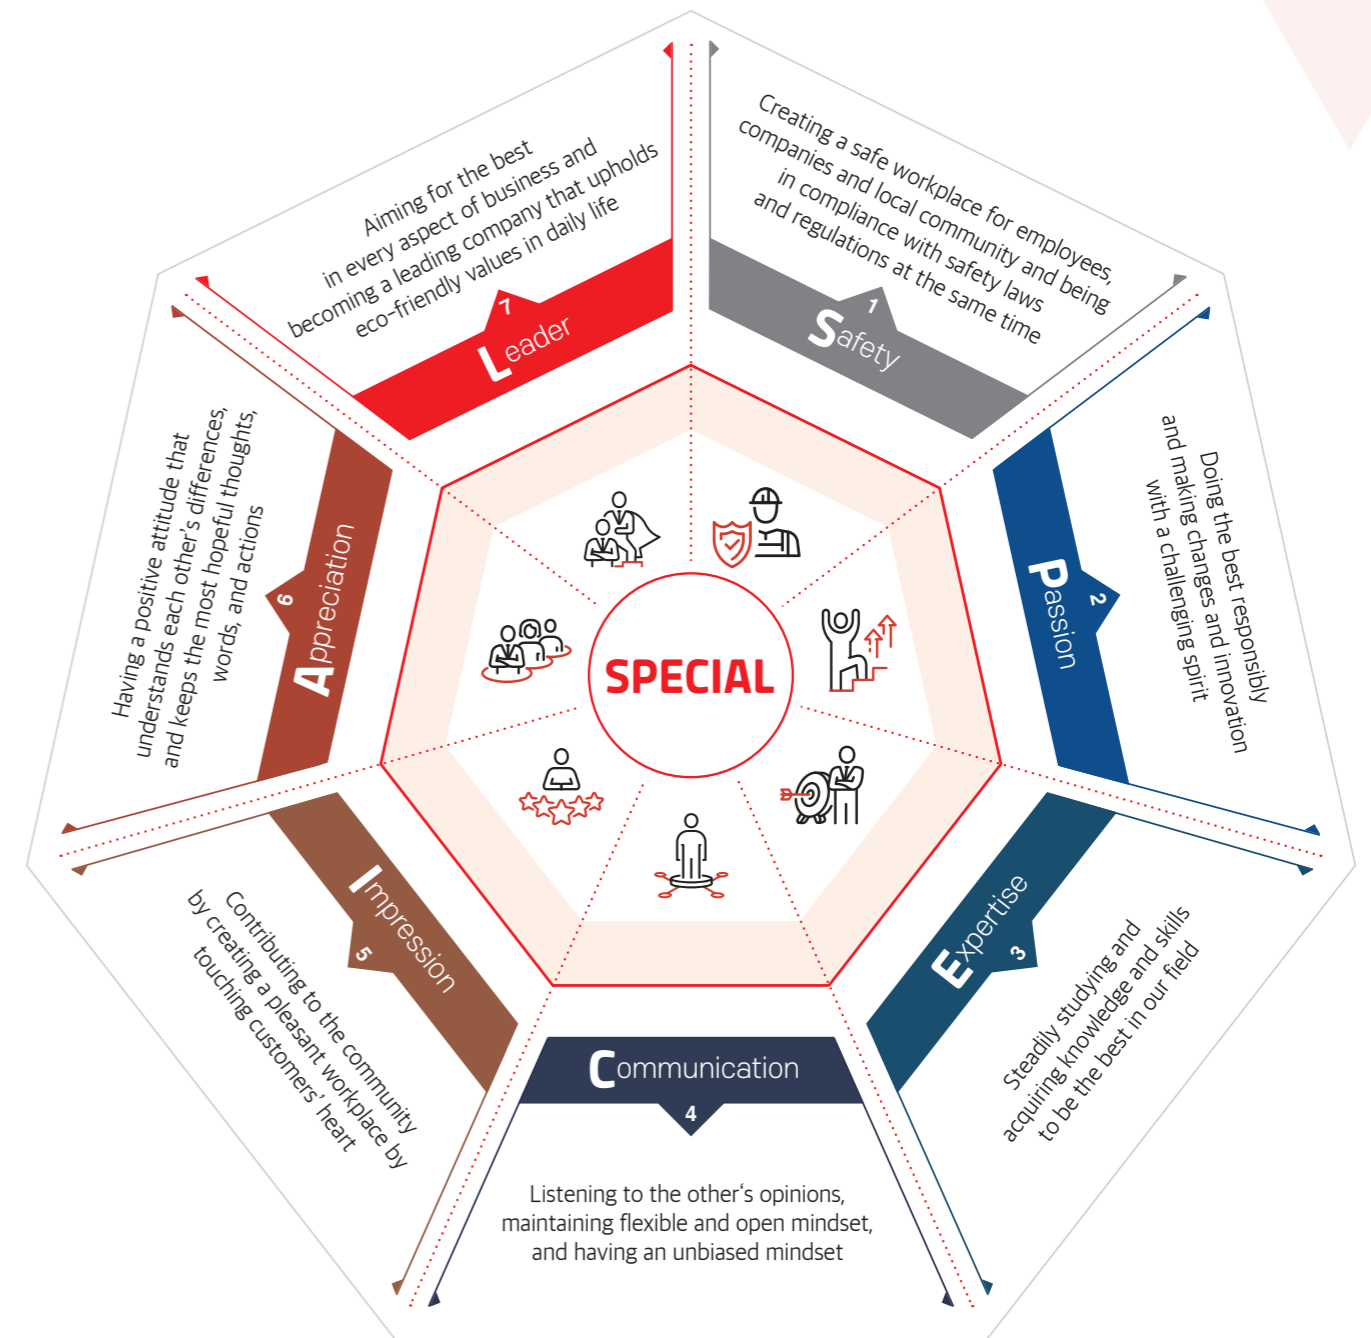 SPECIAL
1
Safety
Creating a safe workplace for employees,
companies and local community and being
in compliance with safety laws
and regulations at the same time
2
Passion
Doing the best responsibly
and making changes and innovation
with a challenging spirit
3
Expertise
Steadily studying and
acquiring knowledge and skills
to be the best in our field
Communication
4
Listening to the other‘s opinions,
maintaining flexible and open mindset,
and having an unbiased mindset
5
Impression
Contributing to the community
by creating a pleasant workplace by
touching customers’ heart
6
Appreciation
Having a positive attitude that
understands each other’s differences,
and keeps the most hopeful thoughts,
words, and actions
7
Leader
Aiming for the best
in every aspect of business and
becoming a leading company that upholds
eco-friendly values in daily life